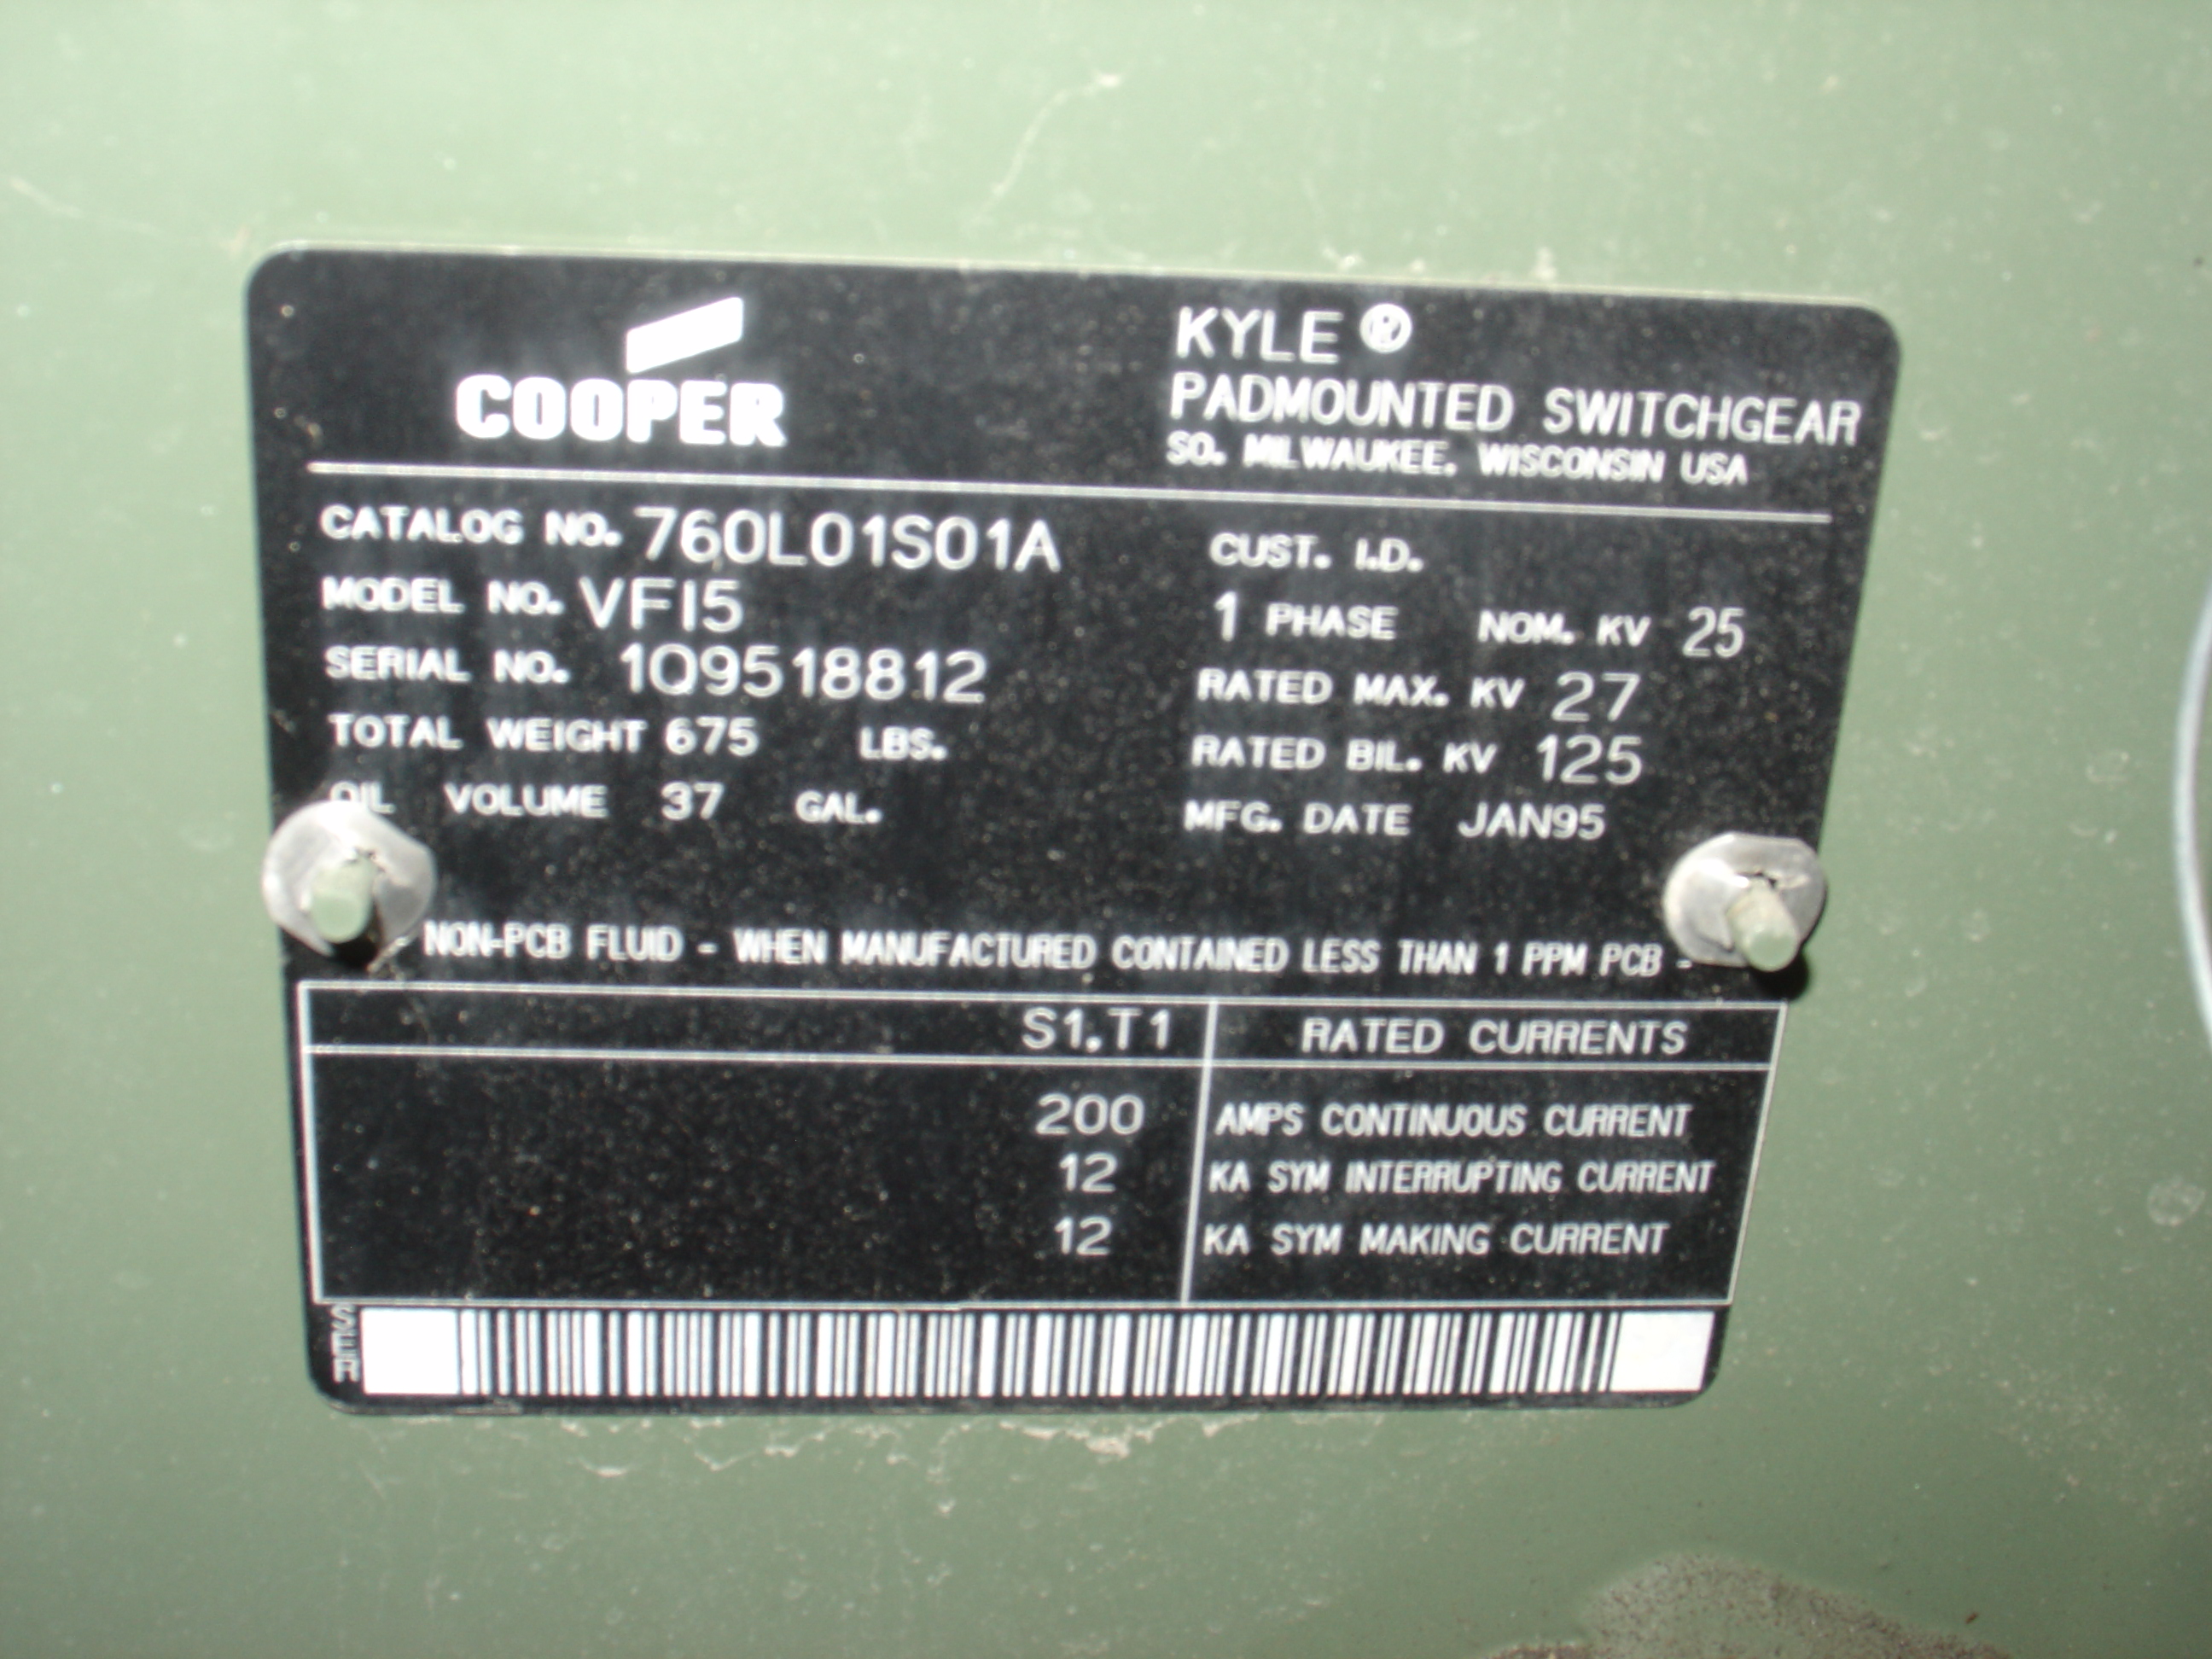 COOPER
KYLE ®
PADMOUNTED SWITCHGEAR
SO. MILWAUKEE. WISCONSIN USA
CATALOG NO. 760L01S01A
MODEL NO. VFI5
SERIAL NO. 1Q9518812
TOTAL WEIGHT 675 LBS.
OIL VOLUME 37 GAL.
CUST. I.D.
1 PHASE NOM. KV 25
RATED MAX. KV 27
RATED BIL. KV 125
MFG. DATE JAN95
- NON-PCB FLUID - WHEN MANUFACTURED CONTAINED LESS THAN 1 PPM PCB -
S1.T1 RATED CURRENTS
200 AMPS CONTINUOUS CURRENT
12 KA SYM INTERRUPTING CURRENT
12 KA SYM MAKING CURRENT
SER